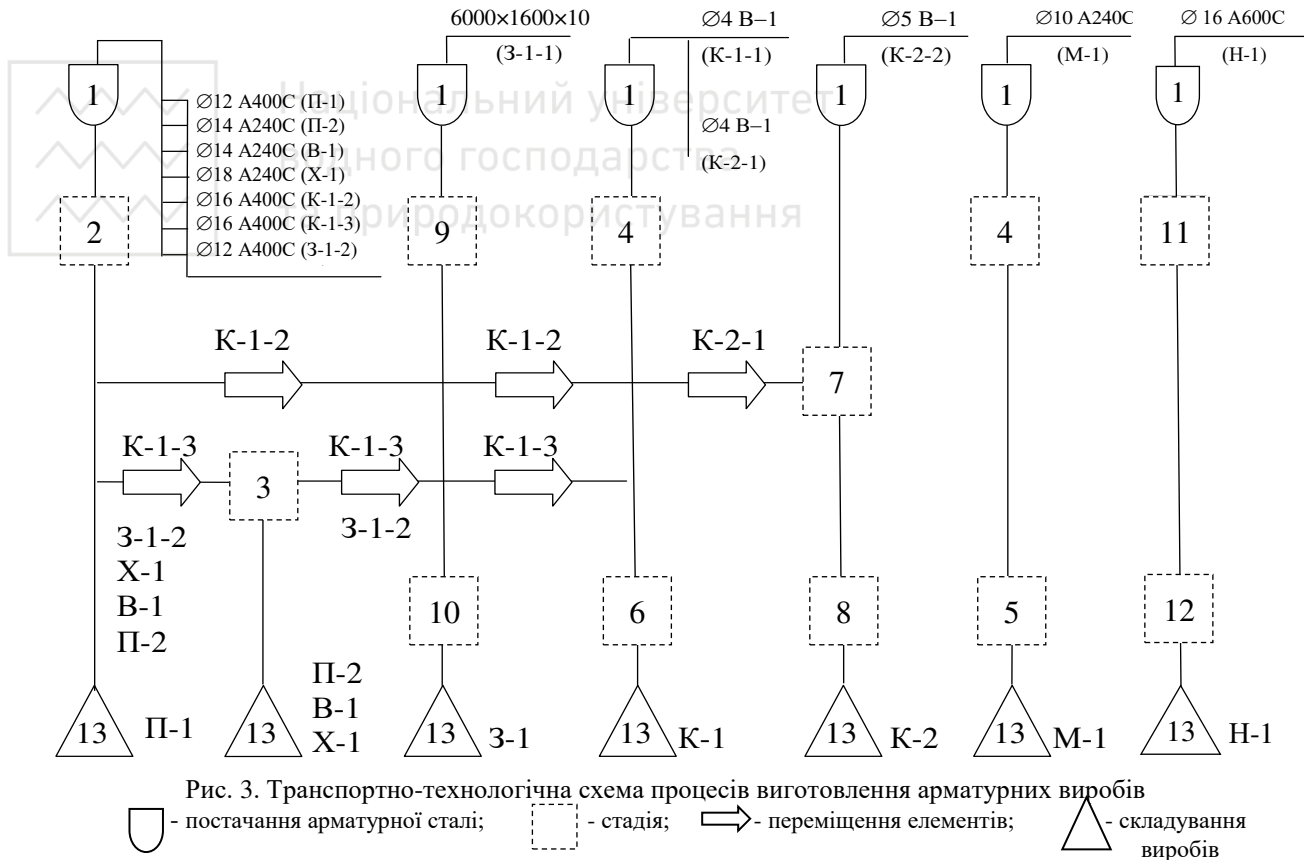 6000×1600×10
∅4 В–1
∅5 В–1
∅10 А240С
∅ 16 А600С
(З-1-1)
(К-1-1)
(К-2-2)
(М-1)
(Н-1)
1
1
1
1
1
1
∅12 А400С (П-1)
∅14 А240С (П-2)
∅14 А240С (В-1)
∅18 А240С (Х-1)
∅16 А400С (К-1-2)
∅16 А400С (К-1-3)
∅12 А400С (З-1-2)
Національний університет
водного господарства
та природокористування
∅4 В–1
(К-2-1)
2
9
4
4
11
К-1-2
К-1-2
К-2-1
7
К-1-3
3
К-1-3
К-1-3
З-1-2
Х-1
В-1
П-2
З-1-2
10
6
8
5
12
П-2
В-1
Х-1
13
П-1
13
13
З-1
13
К-1
13
К-2
13
М-1
13
Н-1
Рис. 3. Транспортно-технологічна схема процесів виготовлення арматурних виробів
- постачання арматурної сталі;
- стадія;
- переміщення елементів;
- складування
виробів